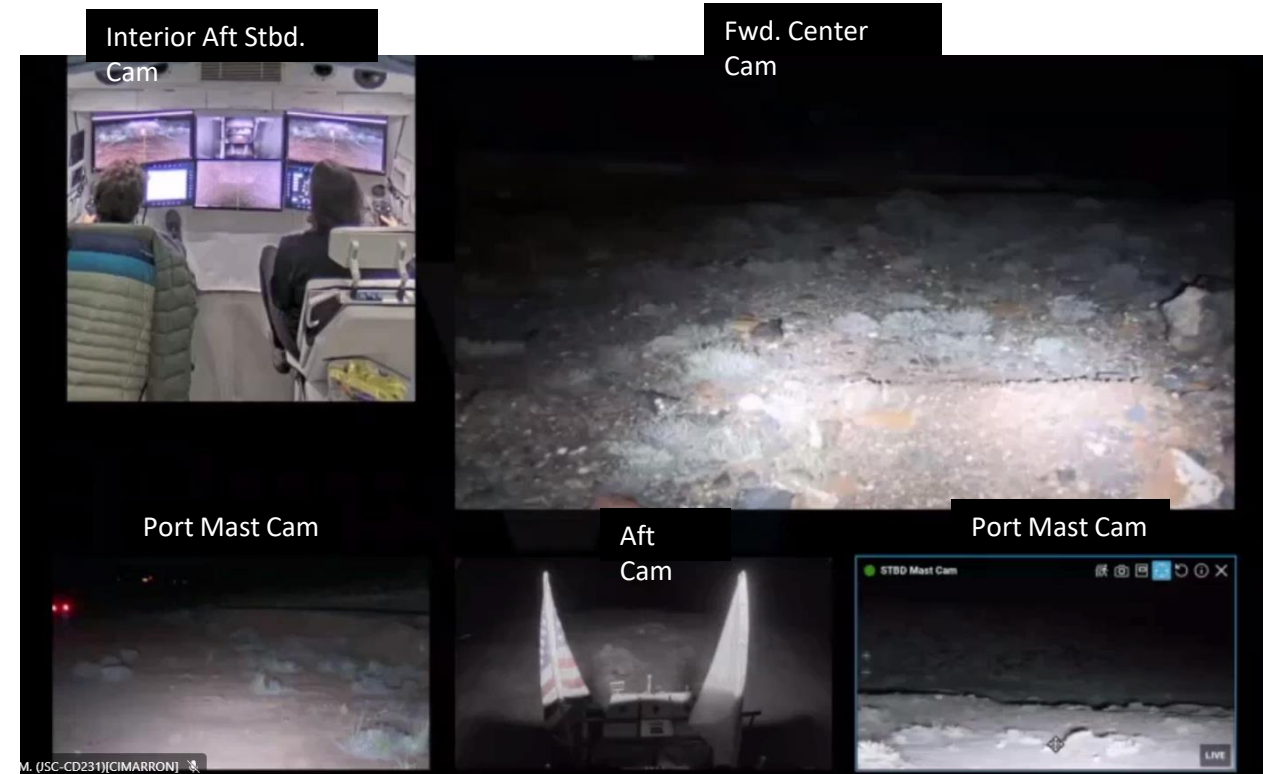 Interior Aft Stbd.
Cam
Fwd. Center
Cam
Port Mast Cam
Aft
Cam
Port Mast Cam
STBD Mast Cam
LIVE
M. (JSC-CD231)[CIMARRON]